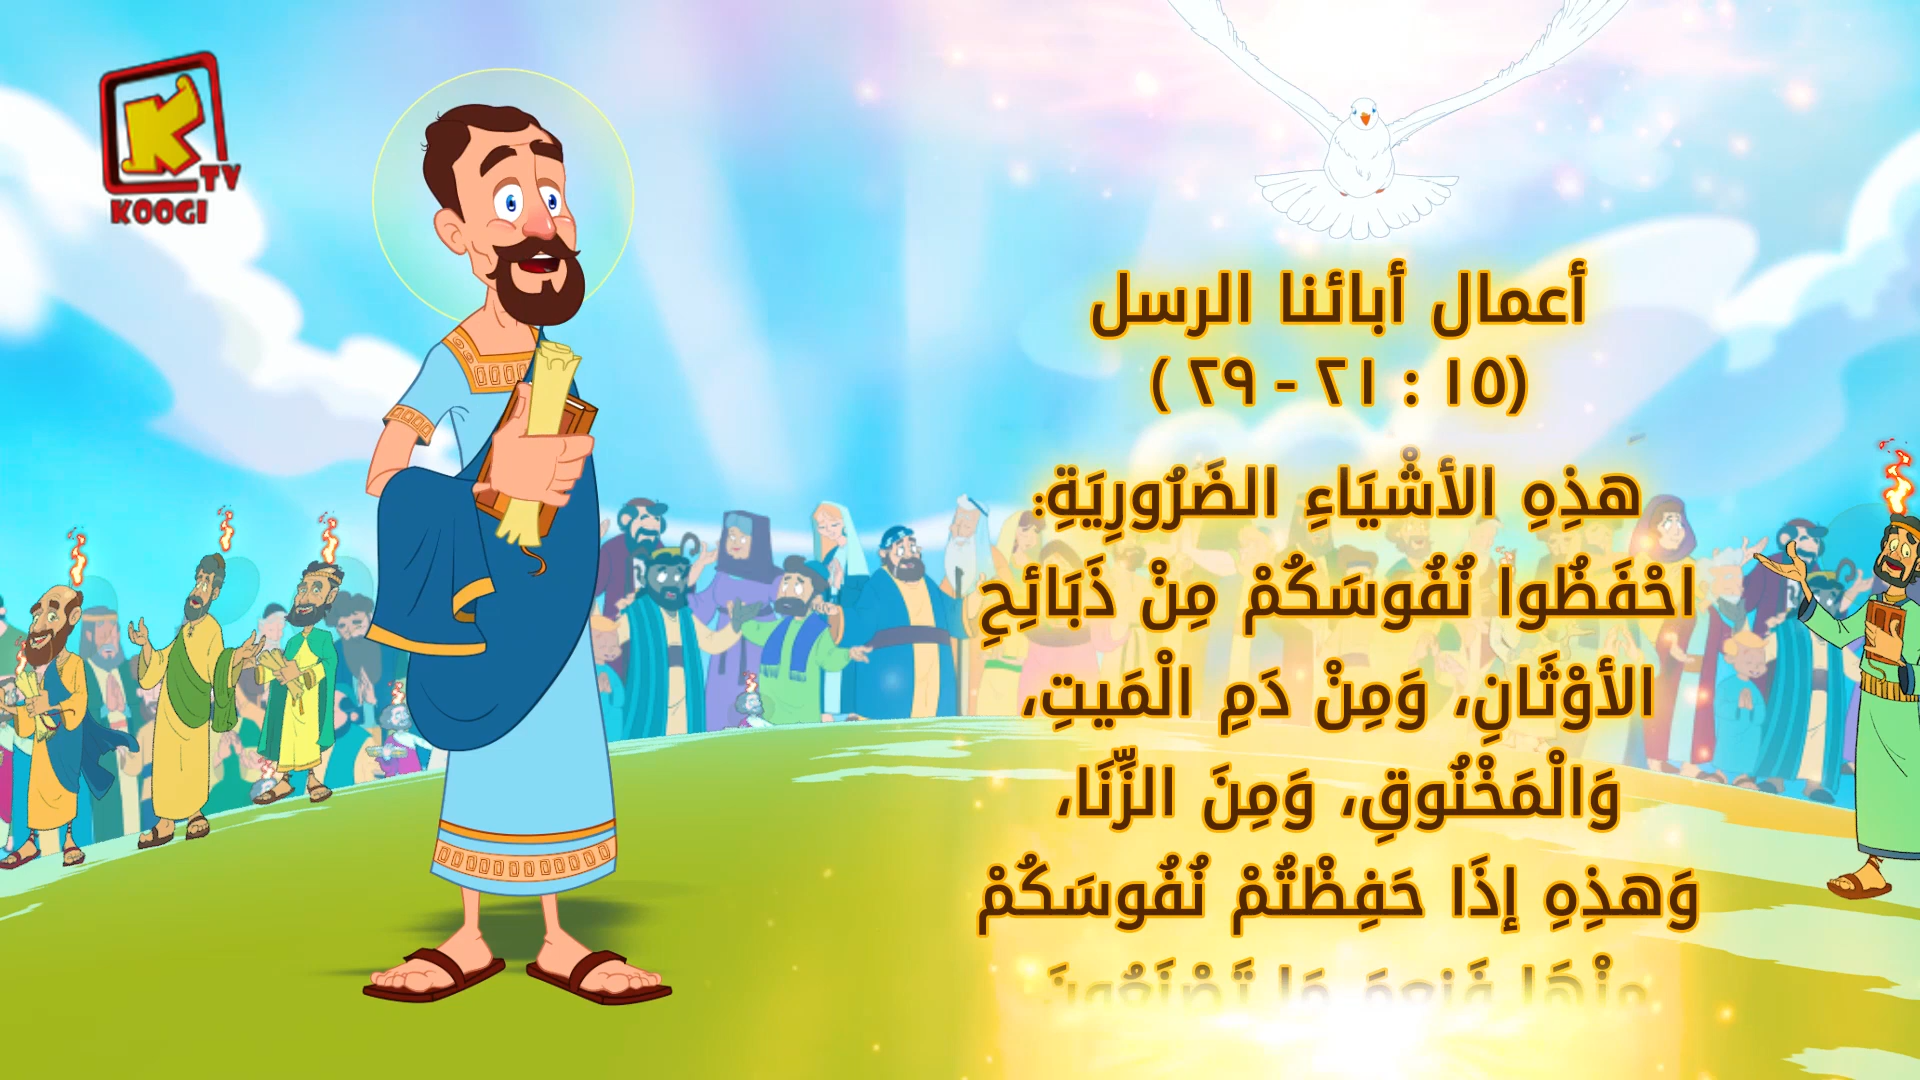 K TV
KOOGI
أعمال أبائنا الرسل
(١٥ : ٢١ - ٢٩ )
هذِهِ الأشْيَاءِ الضَرُورِيَةِ:
احْفَظُوا نُفُوسَكُمْ مِنْ ذَبَائِحِ
الأوْثَانِ، وَمِنْ دَمِ الْمَيتِ،
وَالْمَخْنُوقِ، وَمِنَ الزِّنَا،
وَهذِهِ إذَا حَفِظْتُمْ نُفُوسَكُمْ
مِنْهَا فَنِعِمَ مَا تَصْنَعُونَ